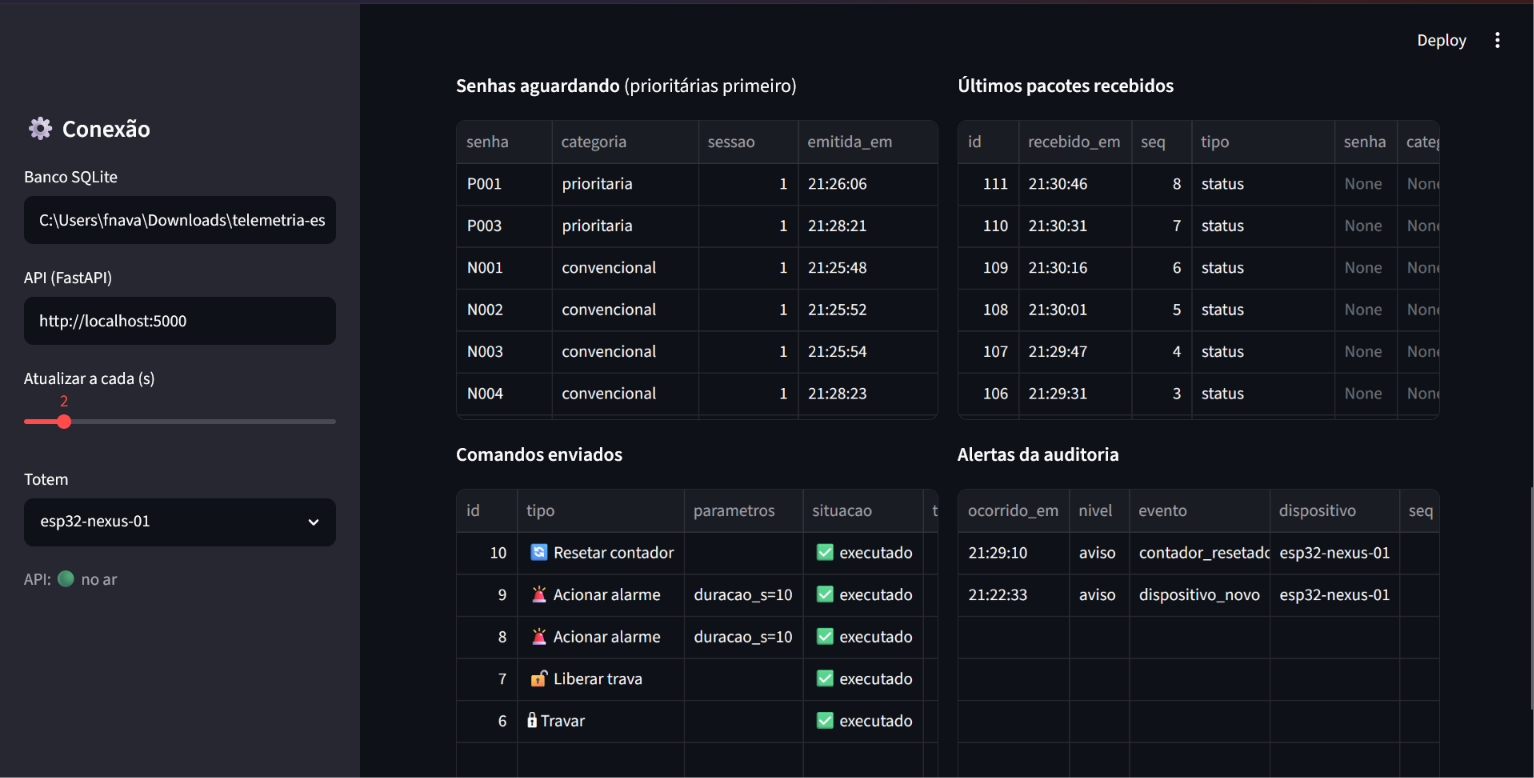 Deploy
Conexão
Banco SQLite
C:\Users\fnava\Downloads\telemetria-es
API (FastAPI)
http://localhost:5000
Atualizar a cada (s)
2
Totem
esp32-nexus-01
API: no ar
Senhas aguardando (prioritárias primeiro)
senha categoria sessao emitida_em
P001 prioritaria 1 21:26:06
P003 prioritaria 1 21:28:21
N001 convencional 1 21:25:48
N002 convencional 1 21:25:52
N003 convencional 1 21:25:54
N004 convencional 1 21:28:23
Últimos pacotes recebidos
id recebido_em seq tipo senha categ
111 21:30:46 8 status None None
110 21:30:31 7 status None None
109 21:30:16 6 status None None
108 21:30:01 5 status None None
107 21:29:47 4 status None None
106 21:29:31 3 status None None
Comandos enviados
id tipo parametros situacao t
10 Resetar contador executado
9 Acionar alarme duracao_s=10 executado
8 Acionar alarme duracao_s=10 executado
7 Liberar trava executado
6 Travar executado
Alertas da auditoria
ocorrido_em nivel evento dispositivo seq
21:29:10 aviso contador_resetado esp32-nexus-01
21:22:33 aviso dispositivo_novo esp32-nexus-01